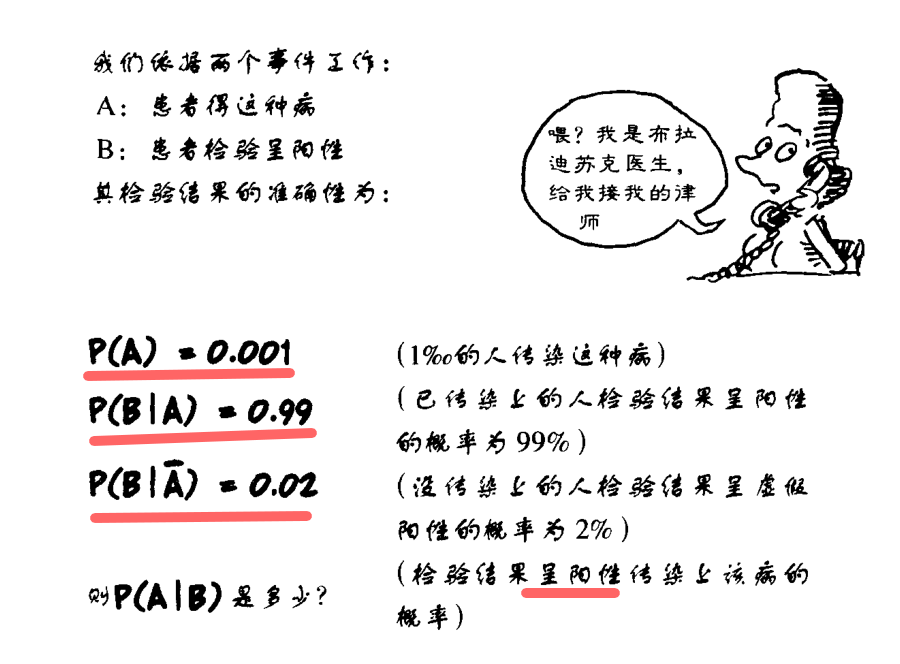 我们依据两个事件工作：
A：患者得这种病
B：患者检验呈阳性
其检验结果的准确性为：
喂？我是布拉
迪苏克医生，
给我接我的律
师
P(A) = 0.001
（1‰的人传染这种病）
P(B|A) = 0.99
（已传染上的人检验结果呈阳性
的概率为 99%）
P(B|Ā) = 0.02
（没传染上的人检验结果呈虚假
阳性的概率为 2%）
则P(A|B)是多少？
（检验结果呈阳性传染上该病的
概率）